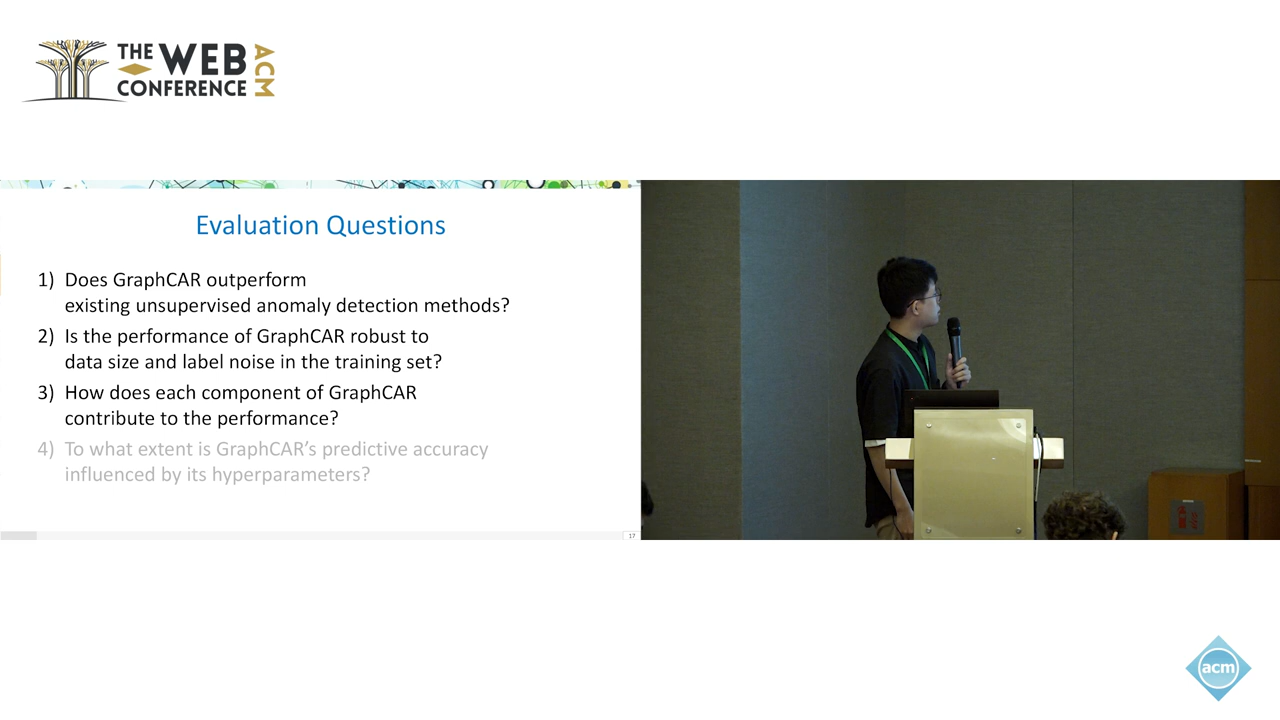 THE WEB
CONFERENCE
ACM
Evaluation Questions
1) Does GraphCAR outperform
existing unsupervised anomaly detection methods?
2) Is the performance of GraphCAR robust to
data size and label noise in the training set?
3) How does each component of GraphCAR
contribute to the performance?
4) To what extent is GraphCAR's predictive accuracy
influenced by its hyperparameters?
17
acm